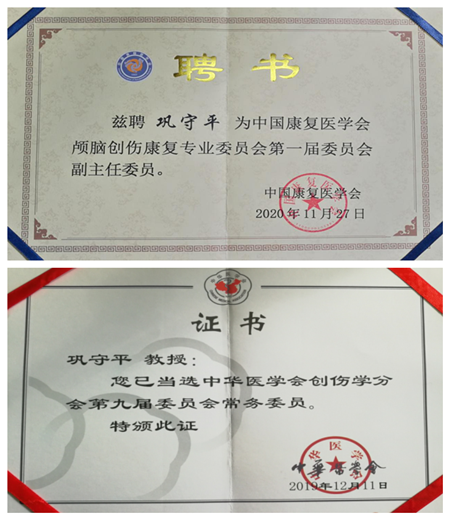 聘书
兹聘 巩守平 为中国康复医学会
颅脑创伤康复专业委员会第一届委员会
副主任委员。
中国康复医学会
2020年11月27日
证书
巩守平 教授:
您已当选中华医学会创伤学分
会第九届委员会常务委员。
特颁此证
中华医学会
2019年12月11日